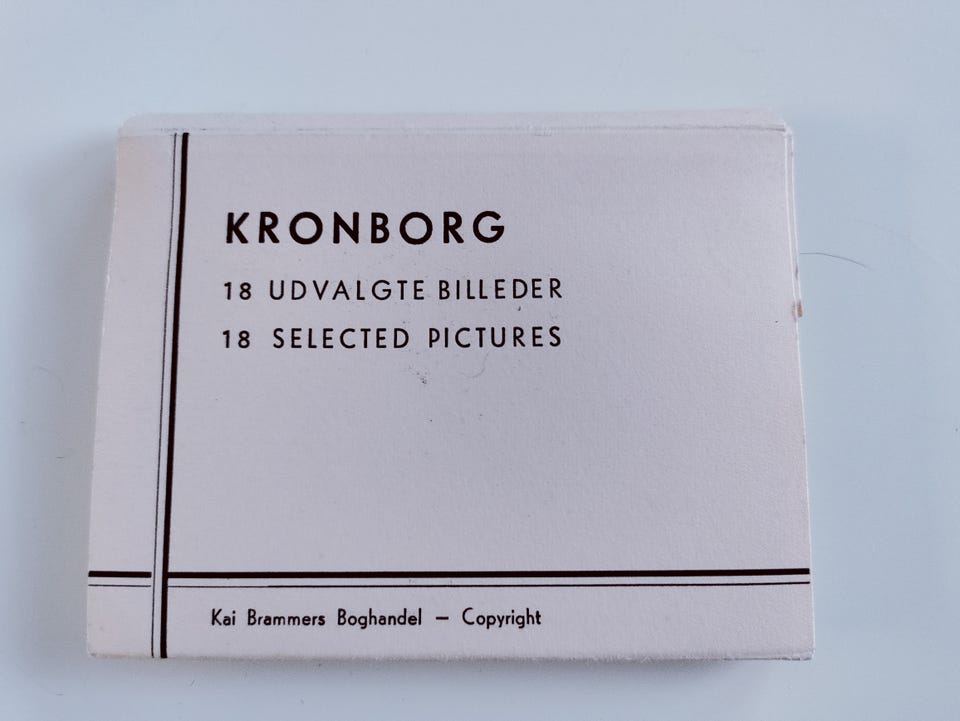 KRONBORG
18 UDVALGTE BILLEDER
18 SELECTED PICTURES
Kai Brammers Boghandel — Copyright